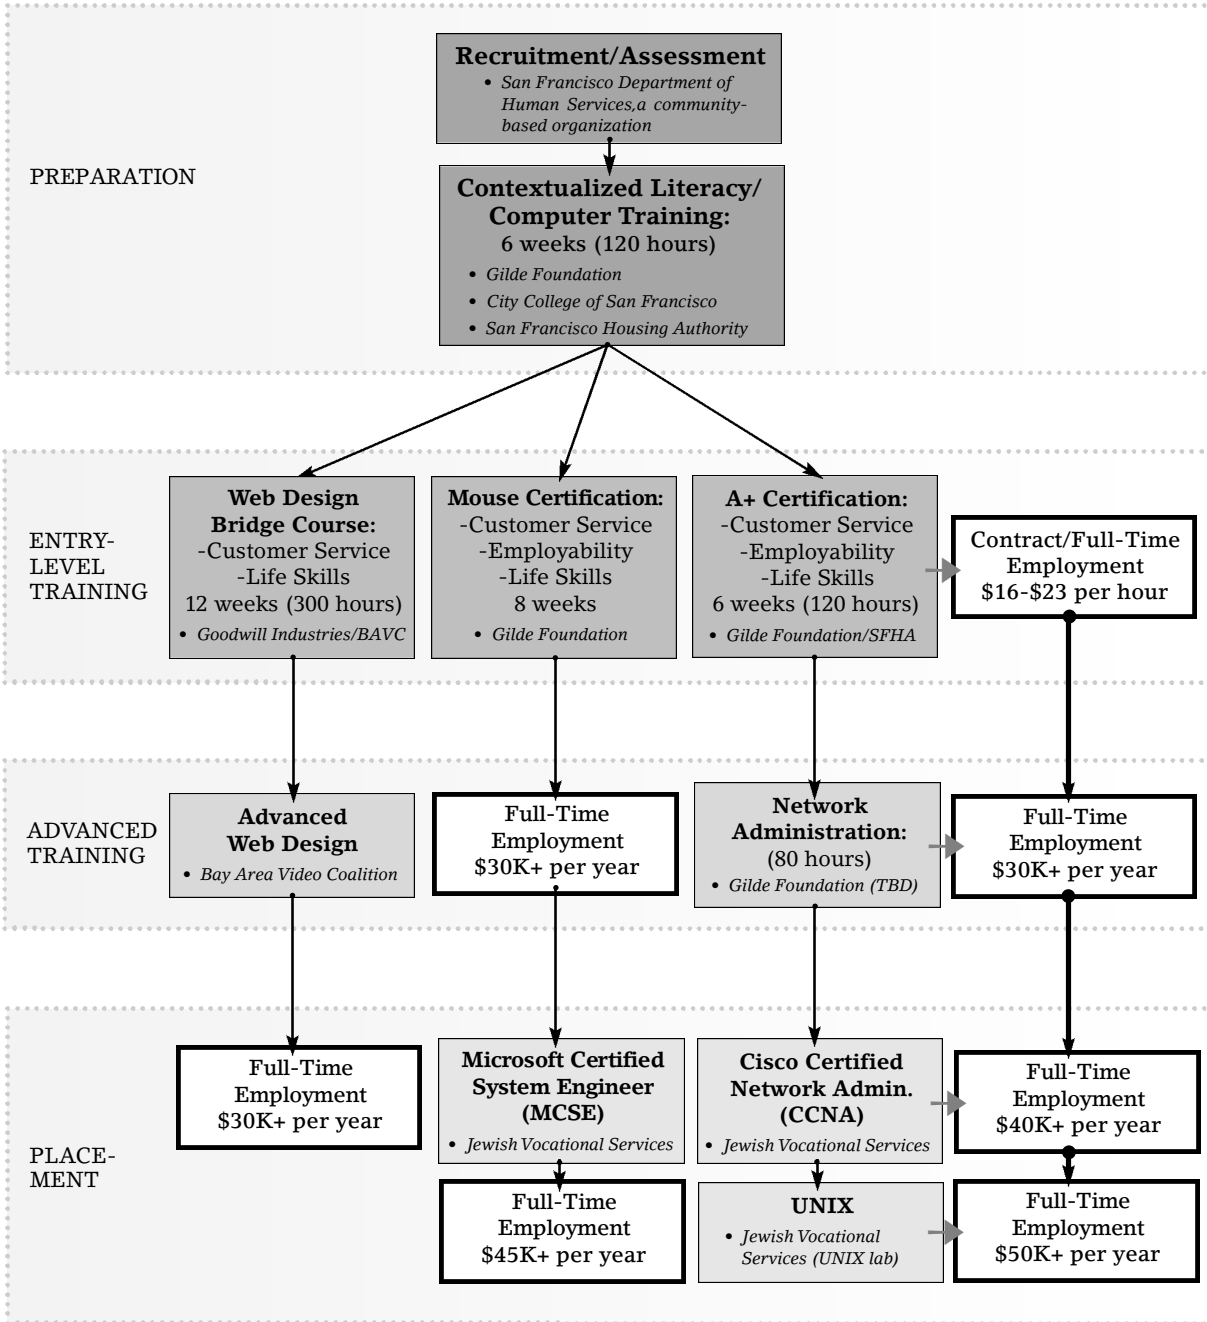 PREPARATION
Recruitment/Assessment
• San Francisco Department of
Human Services,a community-
based organization
Contextualized Literacy/
Computer Training:
6 weeks (120 hours)
• Gilde Foundation
• City College of San Francisco
• San Francisco Housing Authority
ENTRY-
LEVEL
TRAINING
Web Design
Bridge Course:
-Customer Service
-Life Skills
12 weeks (300 hours)
• Goodwill Industries/BAVC
Mouse Certification:
-Customer Service
-Employability
-Life Skills
8 weeks
• Gilde Foundation
A+ Certification:
-Customer Service
-Employability
-Life Skills
6 weeks (120 hours)
• Gilde Foundation/SFHA
Contract/Full-Time
Employment
$16-$23 per hour
ADVANCED
TRAINING
Advanced
Web Design
• Bay Area Video Coalition
Full-Time
Employment
$30K+ per year
Network
Administration:
(80 hours)
• Gilde Foundation (TBD)
Full-Time
Employment
$30K+ per year
PLACE-
MENT
Full-Time
Employment
$30K+ per year
Microsoft Certified
System Engineer
(MCSE)
• Jewish Vocational Services
Full-Time
Employment
$45K+ per year
Cisco Certified
Network Admin.
(CCNA)
• Jewish Vocational Services
Full-Time
Employment
$40K+ per year
UNIX
• Jewish Vocational
Services (UNIX lab)
Full-Time
Employment
$50K+ per year